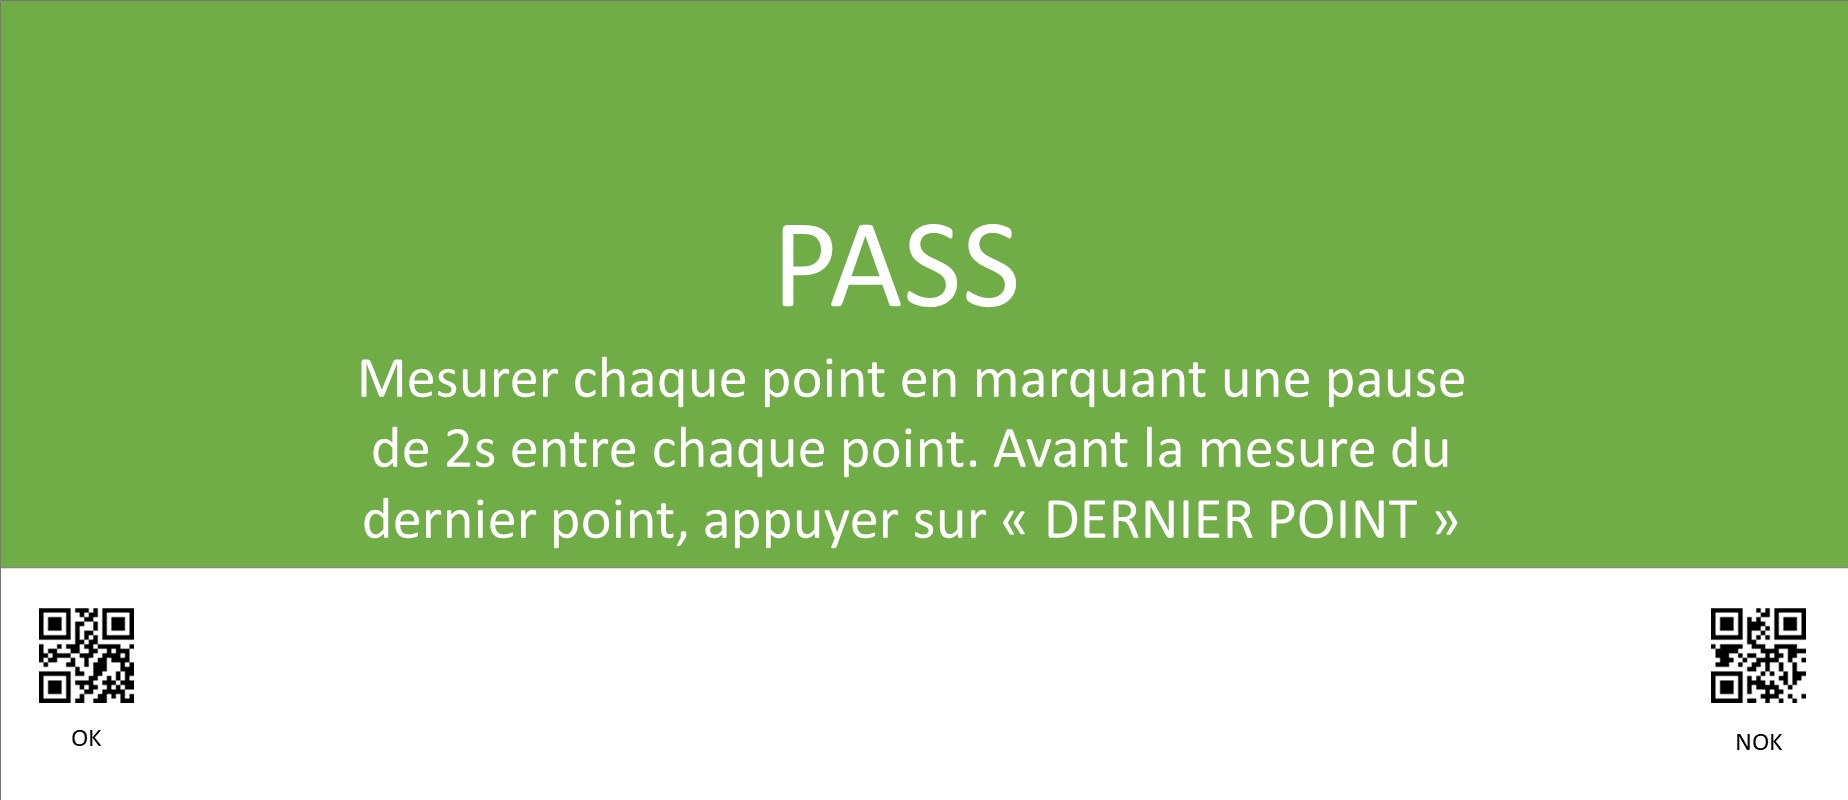 PASS
Mesurer chaque point en marquant une pause
de 2s entre chaque point. Avant la mesure du
dernier point, appuyer sur « DERNIER POINT »
OK
NOK